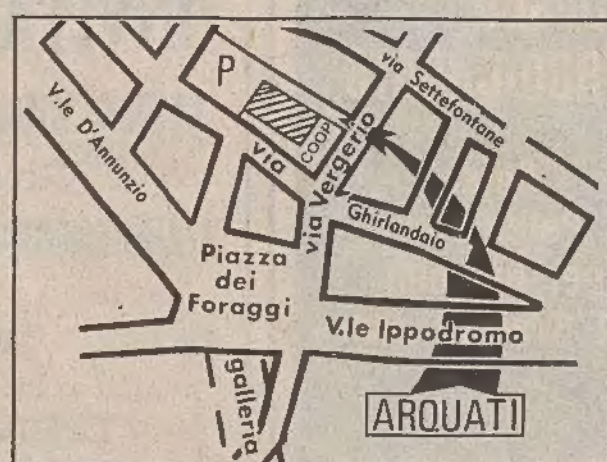 P
via Settefontane
V.le D'Annunzio
COOP
via
via Vergerio
Ghirlandaio
Piazza
dei
Foraggi
V.le Ippodromo
galleria
ARQUATI